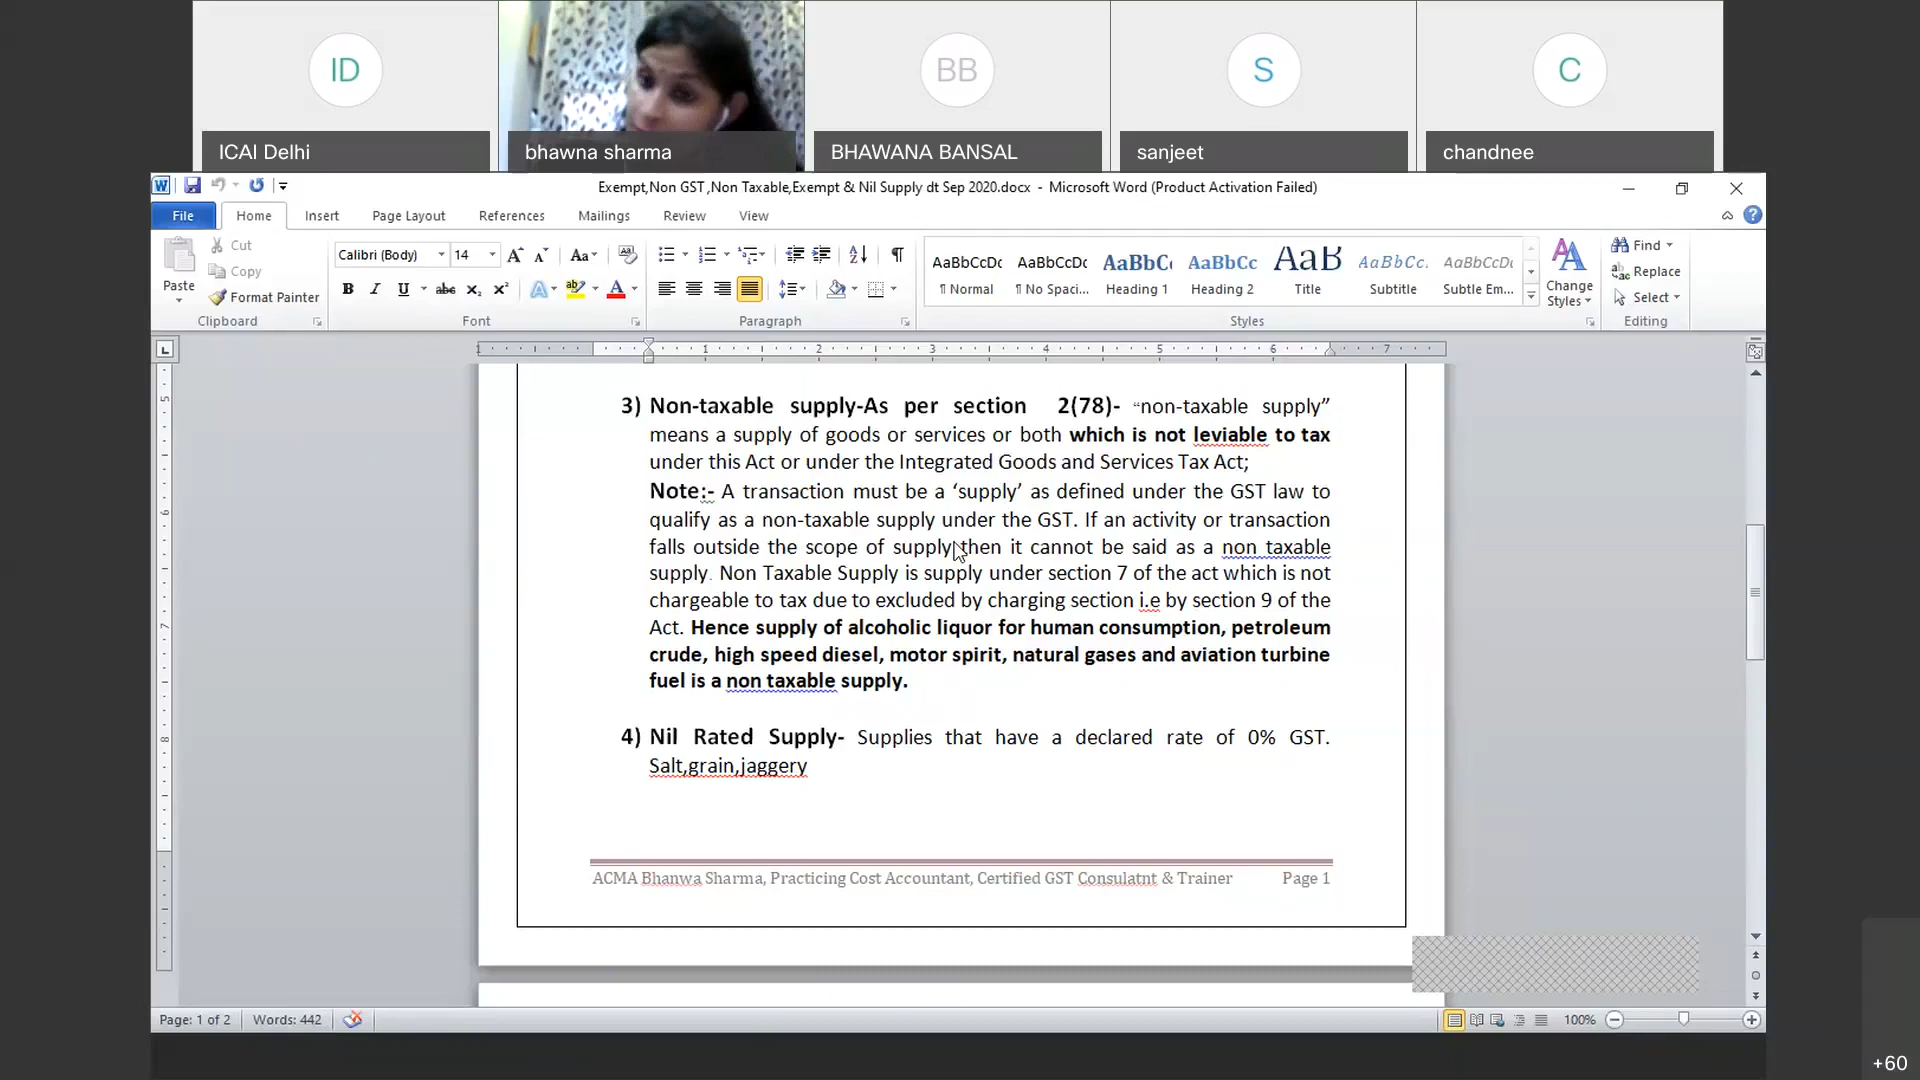 ID
BB
S
C
ICAI Delhi
bhawna sharma
BHAWANA BANSAL
sanjeet
chandnee
Exempt,Non GST ,Non Taxable,Exempt & Nil Supply dt Sep 2020.docx - Microsoft Word (Product Activation Failed)
File Home Insert Page Layout References Mailings Review View
Paste
Cut
Copy
Format Painter
Clipboard
Calibri (Body) 14
Font
Paragraph
AaBbCcDc AaBbCcDc AaBbC AaBbCc AaB AaBbCc. AaBbCcDc
¶ Normal ¶ No Spaci... Heading 1 Heading 2 Title Subtitle Subtle Em...
Styles
Change Styles
Find
Replace
Select
Editing
1 1 2 3 4 5 6 7
3) Non-taxable supply-As per section 2(78)- “non-taxable supply”
means a supply of goods or services or both which is not leviable to tax
under this Act or under the Integrated Goods and Services Tax Act;
Note:- A transaction must be a ‘supply’ as defined under the GST law to
qualify as a non-taxable supply under the GST. If an activity or transaction
falls outside the scope of supply then it cannot be said as a non taxable
supply. Non Taxable Supply is supply under section 7 of the act which is not
chargeable to tax due to excluded by charging section i.e by section 9 of the
Act. Hence supply of alcoholic liquor for human consumption, petroleum
crude, high speed diesel, motor spirit, natural gases and aviation turbine
fuel is a non taxable supply.
4) Nil Rated Supply- Supplies that have a declared rate of 0% GST.
Salt,grain,jaggery
ACMA Bhanwa Sharma, Practicing Cost Accountant, Certified GST Consulatnt & Trainer Page 1
Page: 1 of 2 Words: 442 100%
+60